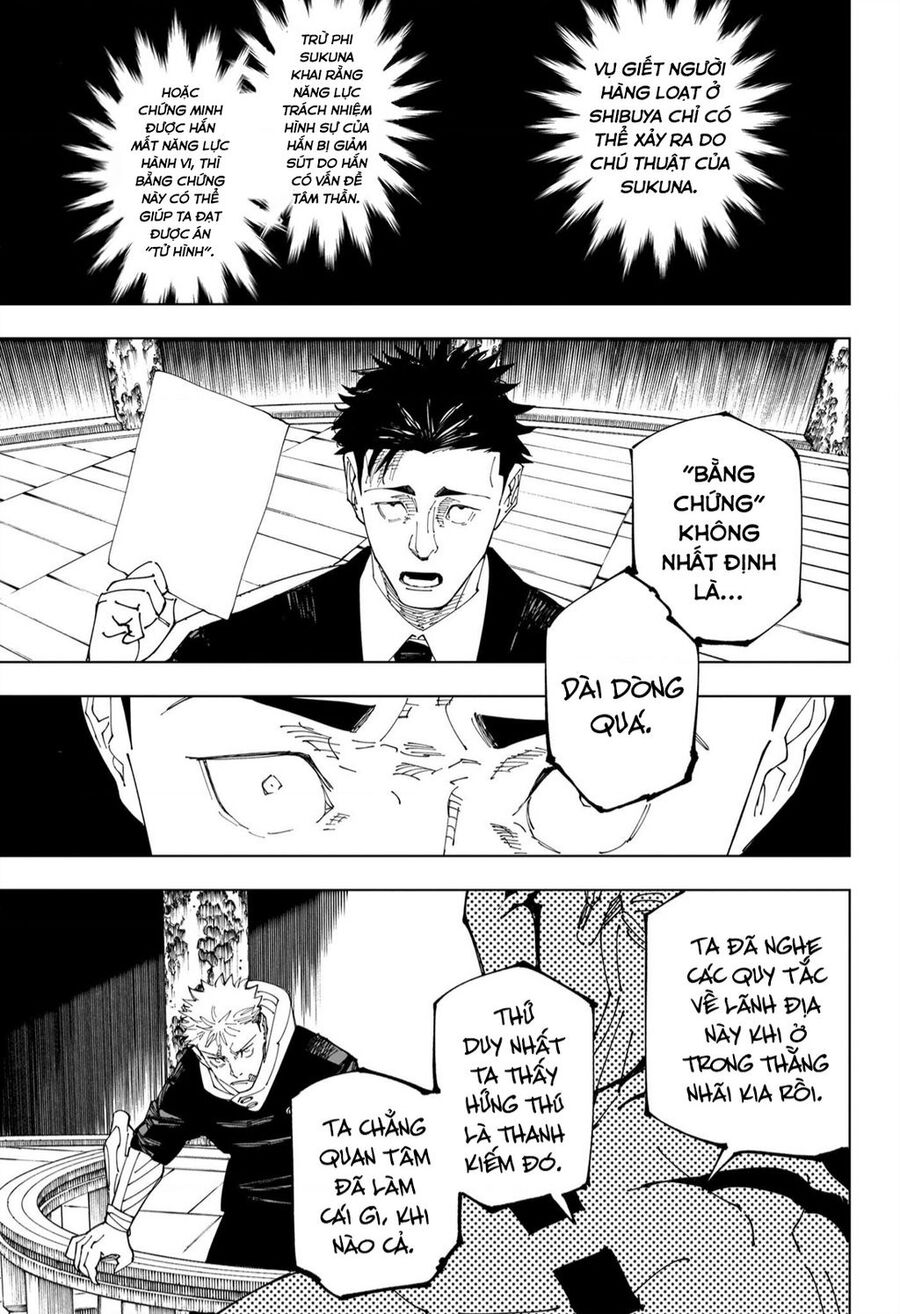 VỤ GIẾT NGƯỜI
HÀNG LOẠT Ở
SHIBUYA CHỈ CÓ
THỂ XẢY RA DO
CHÚ THUẬT CỦA
SUKUNA.
TRỪ PHI
SUKUNA
KHAI RẰNG
NĂNG LỰC
TRÁCH NHIỆM
HÌNH SỰ CỦA
HẮN BỊ GIẢM
SÚT DO HẮN
CÓ VẤN ĐỀ
TÂM THẦN.
HOẶC
CHỨNG MINH
ĐƯỢC HẮN
MẤT NĂNG LỰC
HÀNH VI, THÌ
BẰNG CHỨNG
NÀY CÓ THỂ
GIÚP TA ĐẠT
ĐƯỢC ÁN
"TỬ HÌNH".
"BẰNG
CHỨNG"
KHÔNG
NHẤT ĐỊNH
LÀ...
DÀI DÒNG
QUÁ.
TA ĐÃ NGHE
CÁC QUY TẮC
VỀ LÃNH ĐỊA
NÀY KHI Ở
TRONG THẰNG
NHÃI KIA RỒI.
THỨ
DUY NHẤT
TA THẤY
HỨNG THÚ
LÀ THANH
KIẾM ĐÓ.
TA CHẲNG
QUAN TÂM
ĐÃ LÀM
CÁI GÌ, KHI
NÀO CẢ.